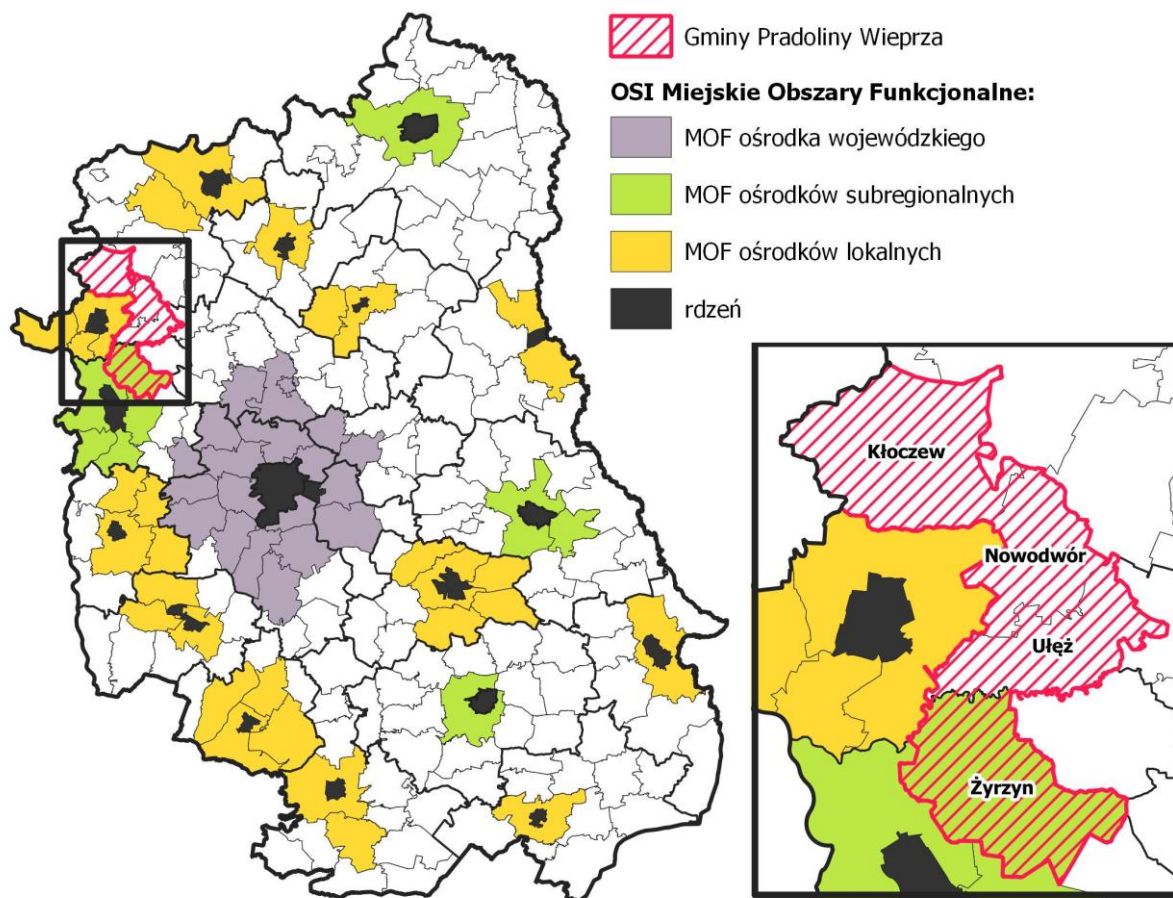 Gminy Pradoliny Wieprza
OSI Miejskie Obszary Funkcjonalne:
MOF ośrodka wojewódzkiego
MOF ośrodków subregionalnych
MOF ośrodków lokalnych
rdzeń
Kłoczew
Nowodwór
Ułęż
Żyrzyn